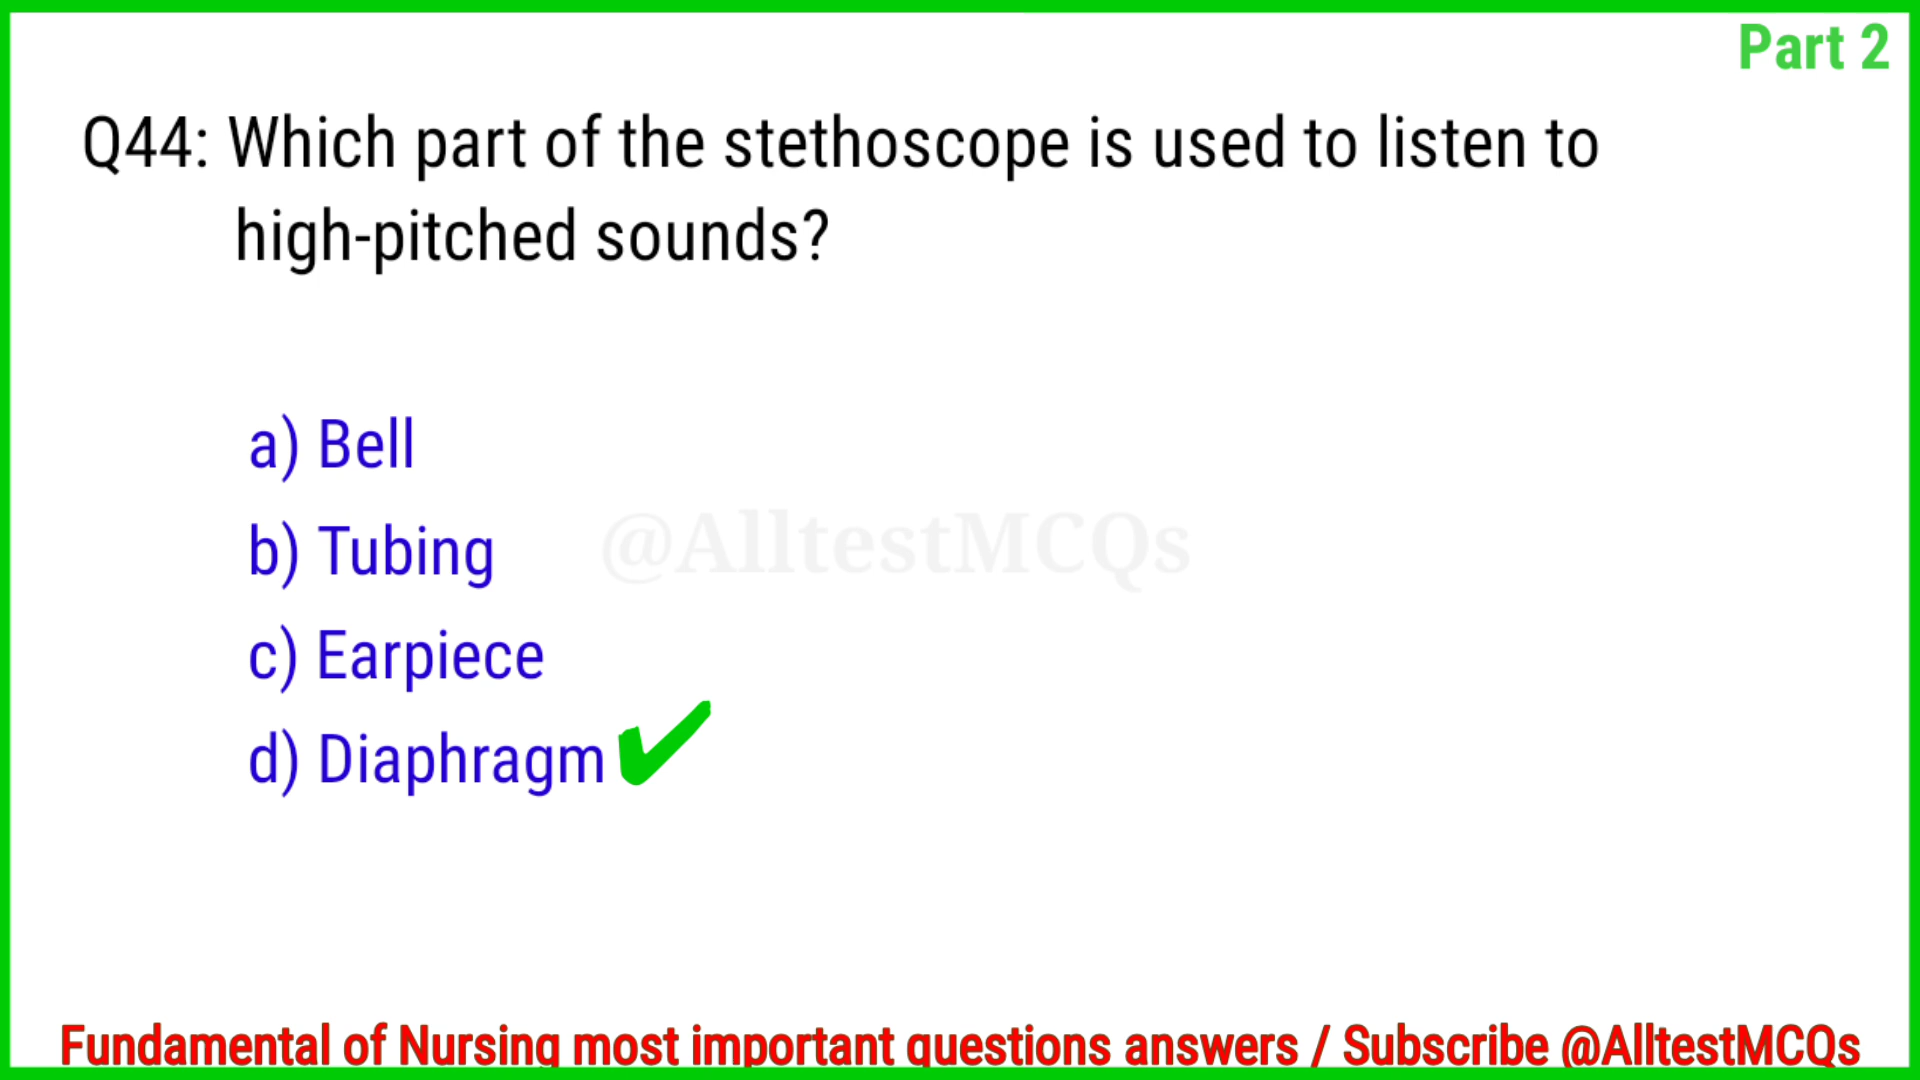 Part 2
Q44: Which part of the stethoscope is used to listen to
high-pitched sounds?
a) Bell
b) Tubing
@AlltestMCQs
c) Earpiece
d) Diaphragm
Fundamental of Nursing most important questions answers / Subscribe @AlltestMCQs